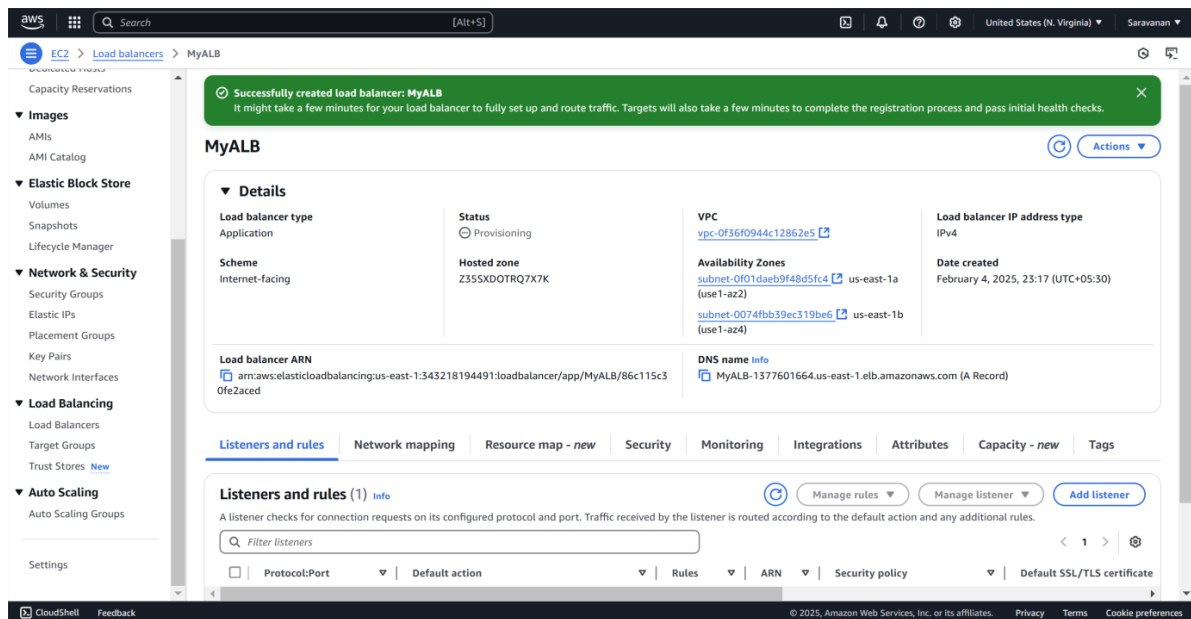 aws
Search
[Alt+S]
United States (N. Virginia)
Saravanan
EC2 > Load balancers > MyALB
Dedicated Hosts
Capacity Reservations
Images
AMIs
AMI Catalog
Elastic Block Store
Volumes
Snapshots
Lifecycle Manager
Network & Security
Security Groups
Elastic IPs
Placement Groups
Key Pairs
Network Interfaces
Load Balancing
Load Balancers
Target Groups
Trust Stores New
Auto Scaling
Auto Scaling Groups
Settings
Successfully created load balancer: MyALB
It might take a few minutes for your load balancer to fully set up and route traffic. Targets will also take a few minutes to complete the registration process and pass initial health checks.
MyALB
Actions
Details
Load balancer type
Application
Status
Provisioning
VPC
vpc-0f36f0944c12862e5
Load balancer IP address type
IPv4
Scheme
Internet-facing
Hosted zone
Z35SXDOTRQ7X7K
Availability Zones
subnet-0f01daeb9f48d5fc4 us-east-1a
(use1-az2)
subnet-0074fbb39ec319be6 us-east-1b
(use1-az4)
Date created
February 4, 2025, 23:17 (UTC+05:30)
Load balancer ARN
arn:aws:elasticloadbalancing:us-east-1:343218194491:loadbalancer/app/MyALB/86c115c3
0fe2aced
DNS name Info
MyALB-1377601664.us-east-1.elb.amazonaws.com (A Record)
Listeners and rules
Network mapping
Resource map - new
Security
Monitoring
Integrations
Attributes
Capacity - new
Tags
Listeners and rules (1) Info
Manage rules
Manage listener
Add listener
A listener checks for connection requests on its configured protocol and port. Traffic received by the listener is routed according to the default action and any additional rules.
Filter listeners
1
Protocol:Port
Default action
Rules
ARN
Security policy
Default SSL/TLS certificate
CloudShell
Feedback
© 2025, Amazon Web Services, Inc. or its affiliates.
Privacy
Terms
Cookie preferences